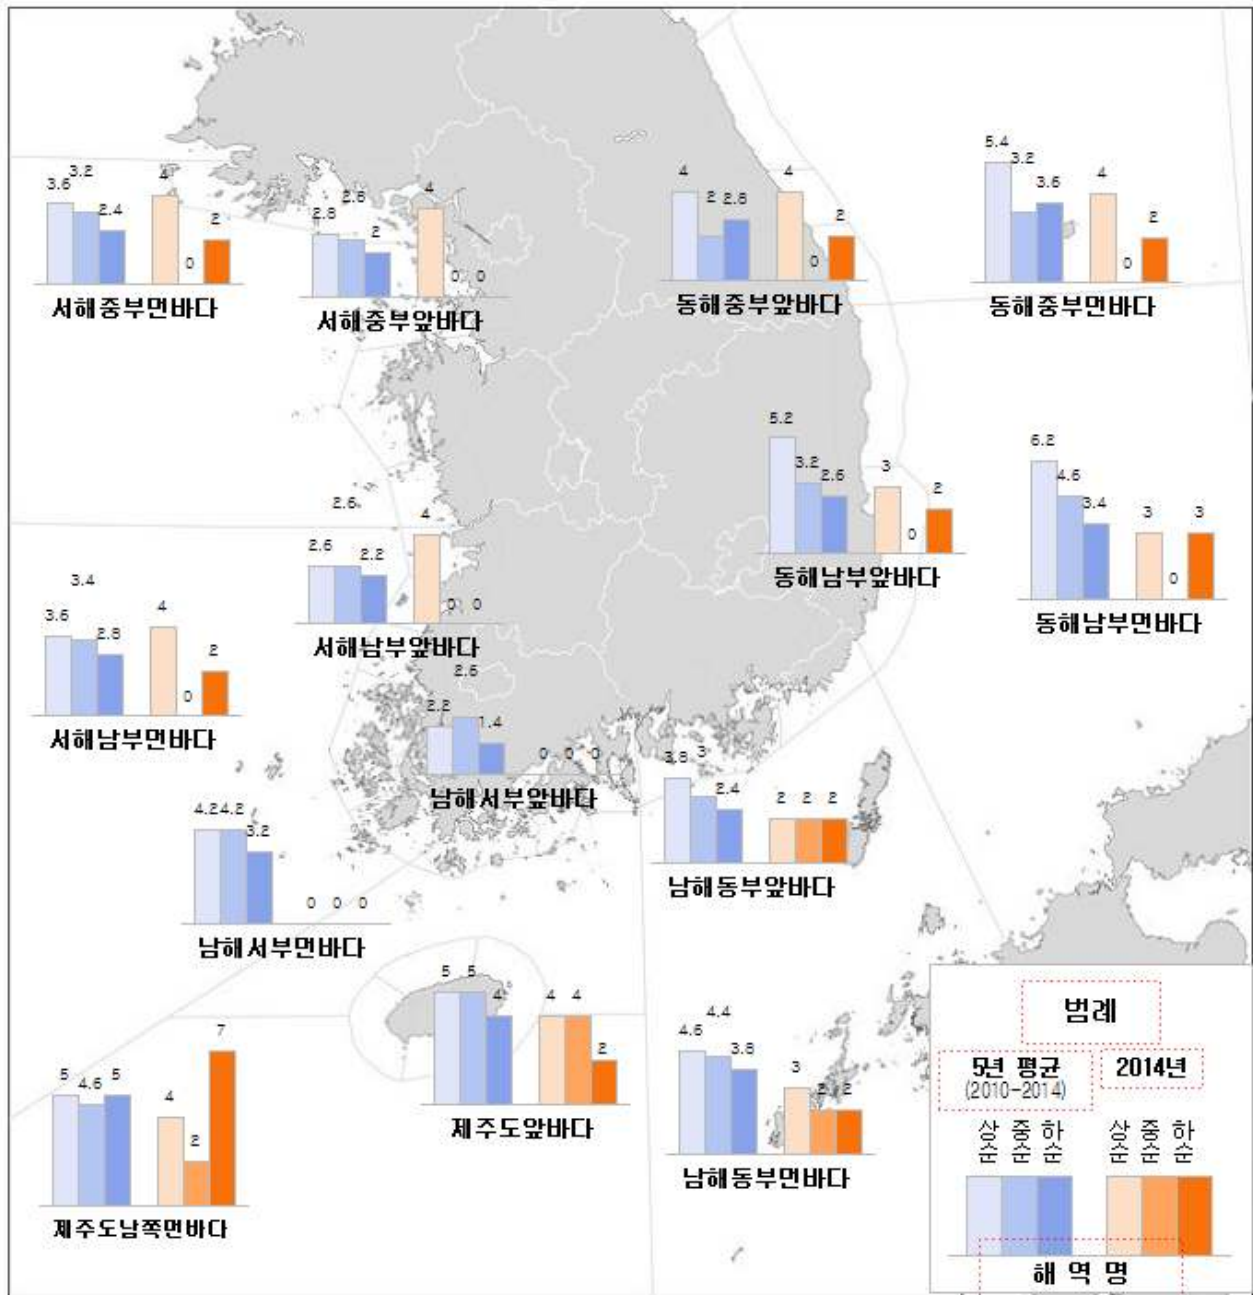 3.6 3.2 2.4 4 0 2
서해중부먼바다
2.8 2.6 2 4 0 0
서해중부앞바다
4 2 2.8 4 0 2
동해중부앞바다
5.4 3.2 3.6 4 0 2
동해중부먼바다
5.2 3.2 2.6 3 0 2
동해남부앞바다
6.2 4.6 3.4 3 0 3
동해남부먼바다
2.6 2.6 2.2 4 0 0
서해남부앞바다
3.6 3.4 2.8 4 0 2
서해남부먼바다
2.2 2.6 1.4 0 0 0
남해서부앞바다
3.8 3 2.4 2 2 2
남해동부앞바다
4.2 4.2 3.2 0 0 0
남해서부먼바다
5 5 4 4 4 2
제주도앞바다
4.6 4.4 3.8 3 2 2
남해동부먼바다
5 4.6 5 4 2 7
제주도남쪽먼바다
범례
5년 평균 2014년
(2010-2014)
상순 중순 하순 상순 중순 하순
해 역 명